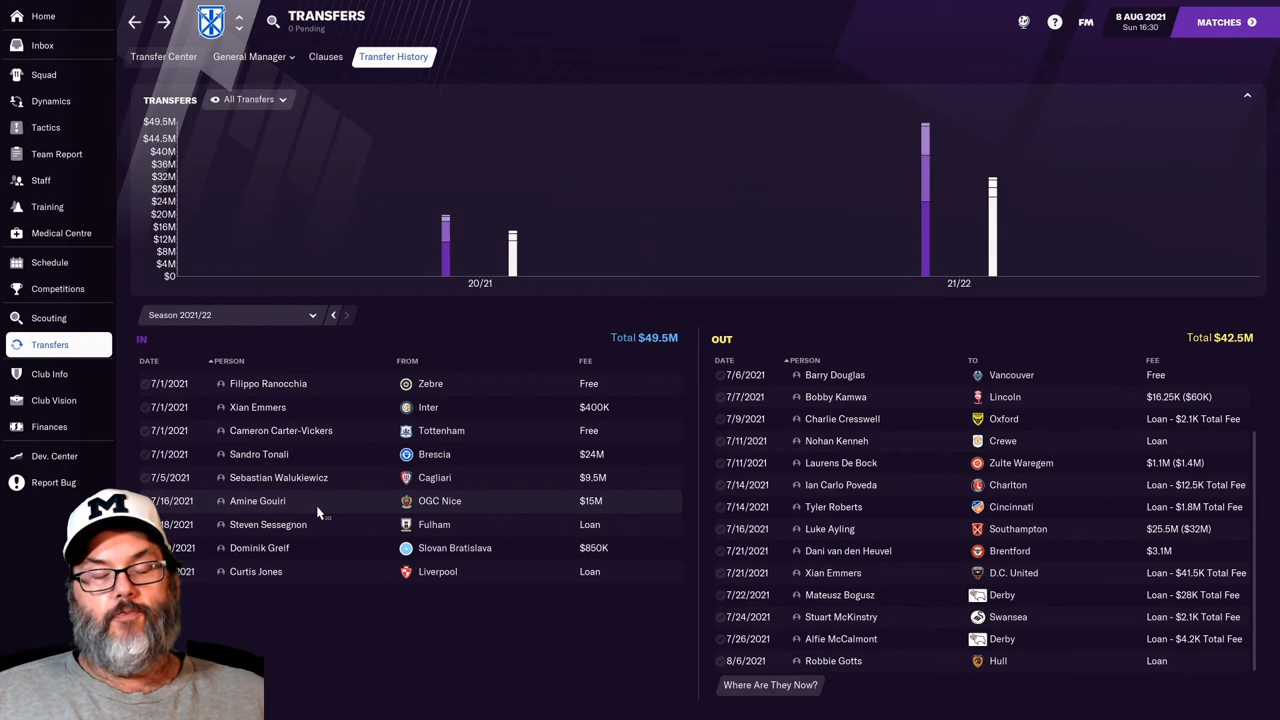 Home
Inbox
Squad
Dynamics
Tactics
Team Report
Staff
Training
Medical Centre
Schedule
Competitions
Scouting
Transfers
Club Info
Club Vision
Finances
Dev. Center
Report Bug
TRANSFERS
0 Pending
FM
8 AUG 2021
Sun 16:30
MATCHES
Transfer Center
General Manager
Clauses
Transfer History
TRANSFERS All Transfers
$49.5M
$44.5M
$40M
$36M
$32M
$28M
$24M
$20M
$16M
$12M
$8M
$4M
$0
20/21
21/22
Season 2021/22
IN Total $49.5M
DATE PERSON FROM FEE
7/1/2021 Filippo Ranocchia Zebre Free
7/1/2021 Xian Emmers Inter $400K
7/1/2021 Cameron Carter-Vickers Tottenham Free
7/1/2021 Sandro Tonali Brescia $24M
7/5/2021 Sebastian Walukiewicz Cagliari $9.5M
7/16/2021 Amine Gouiri OGC Nice $15M
18/2021 Steven Sessegnon Fulham Loan
/2021 Dominik Greif Slovan Bratislava $850K
2021 Curtis Jones Liverpool Loan
OUT Total $42.5M
DATE PERSON TO FEE
7/6/2021 Barry Douglas Vancouver Free
7/7/2021 Bobby Kamwa Lincoln $16.25K ($60K)
7/9/2021 Charlie Cresswell Oxford Loan - $2.1K Total Fee
7/11/2021 Nohan Kenneh Crewe Loan
7/11/2021 Laurens De Bock Zulte Waregem $1.1M ($1.4M)
7/14/2021 Ian Carlo Poveda Charlton Loan - $12.5K Total Fee
7/14/2021 Tyler Roberts Cincinnati Loan - $1.8M Total Fee
7/16/2021 Luke Ayling Southampton $25.5M ($32M)
7/21/2021 Dani van den Heuvel Brentford $3.1M
7/21/2021 Xian Emmers D.C. United Loan - $41.5K Total Fee
7/22/2021 Mateusz Bogusz Derby Loan - $28K Total Fee
7/24/2021 Stuart McKinstry Swansea Loan - $2.1K Total Fee
7/26/2021 Alfie McCalmont Derby Loan - $4.2K Total Fee
8/6/2021 Robbie Gotts Hull Loan
Where Are They Now?
M